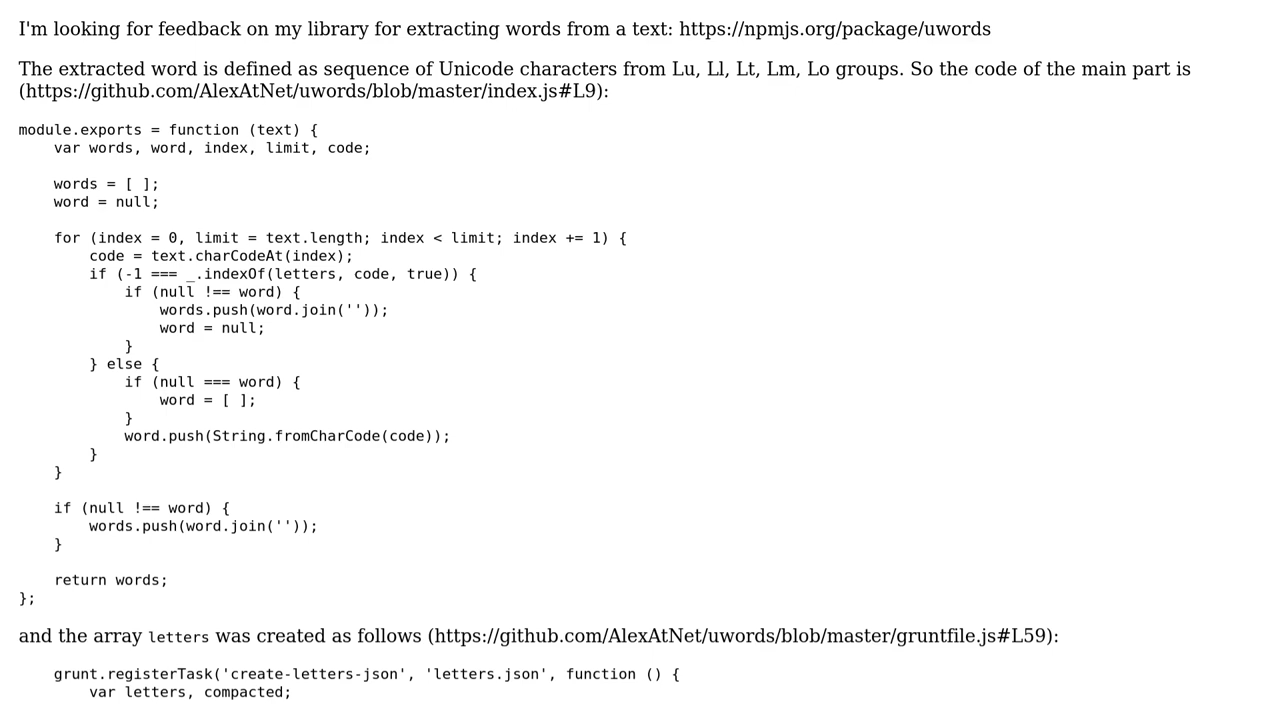 I'm looking for feedback on my library for extracting words from a text: https://npmjs.org/package/uwords
The extracted word is defined as sequence of Unicode characters from Lu, Ll, Lt, Lm, Lo groups. So the code of the main part is
(https://github.com/AlexAtNet/uwords/blob/master/index.js#L9):
module.exports = function (text) {
    var words, word, index, limit, code;

    words = [ ];
    word = null;

    for (index = 0, limit = text.length; index < limit; index += 1) {
        code = text.charCodeAt(index);
        if (-1 === _.indexOf(letters, code, true)) {
            if (null !== word) {
                words.push(word.join(''));
                word = null;
            }
        } else {
            if (null === word) {
                word = [ ];
            }
            word.push(String.fromCharCode(code));
        }
    }

    if (null !== word) {
        words.push(word.join(''));
    }

    return words;
};
and the array letters was created as follows (https://github.com/AlexAtNet/uwords/blob/master/gruntfile.js#L59):
    grunt.registerTask('create-letters-json', 'letters.json', function () {
        var letters, compacted;